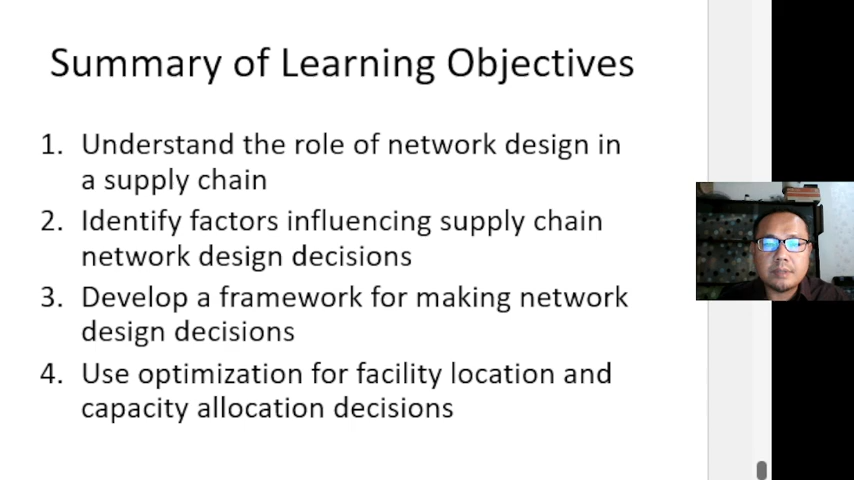 Summary of Learning Objectives
1. Understand the role of network design in
a supply chain
2. Identify factors influencing supply chain
network design decisions
3. Develop a framework for making network
design decisions
4. Use optimization for facility location and
capacity allocation decisions